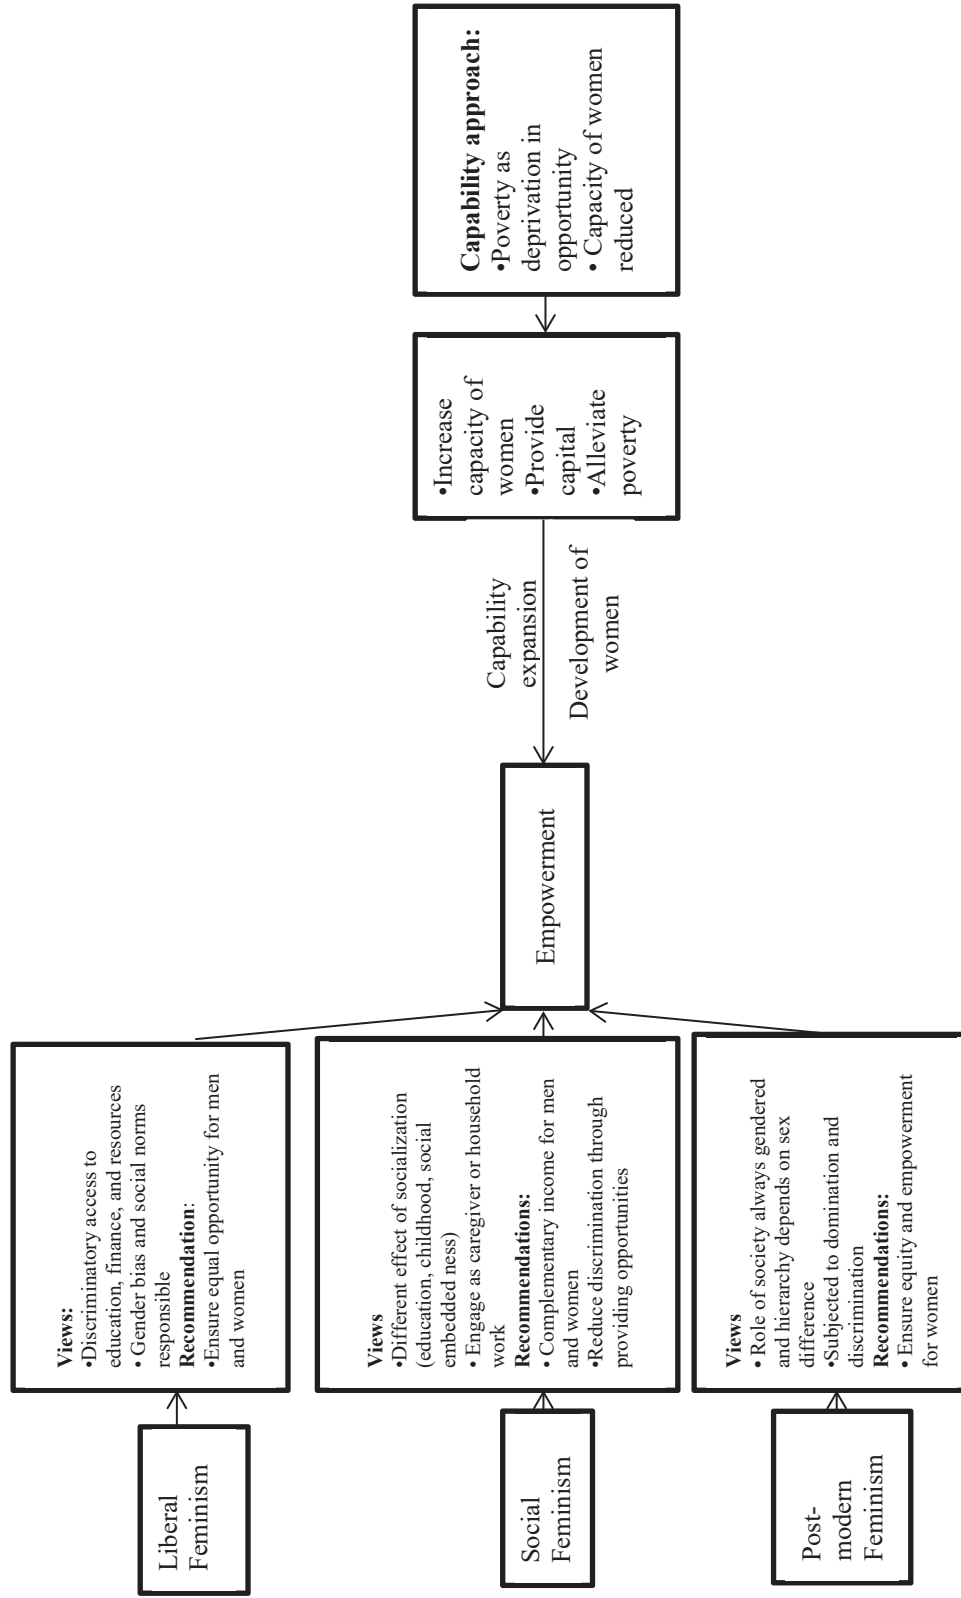 Liberal
Feminism
Views:
•Discriminatory access to
education, finance, and resources
• Gender bias and social norms
responsible
Recommendation:
•Ensure equal opportunity for men
and women
Social
Feminism
Views
•Different effect of socialization
(education, childhood, social
embedded ness)
• Engage as caregiver or household
work
Recommendations:
• Complementary income for men
and women
•Reduce discrimination through
providing opportunities
Post-
modern
Feminism
Views
• Role of society always gendered
and hierarchy depends on sex
difference
•Subjected to domination and
discrimination
Recommendations:
• Ensure equity and empowerment
for women
Empowerment
Capability
expansion
Development of
women
•Increase
capacity of
women
•Provide
capital
•Alleviate
poverty
Capability approach:
•Poverty as
deprivation in
opportunity
• Capacity of women
reduced